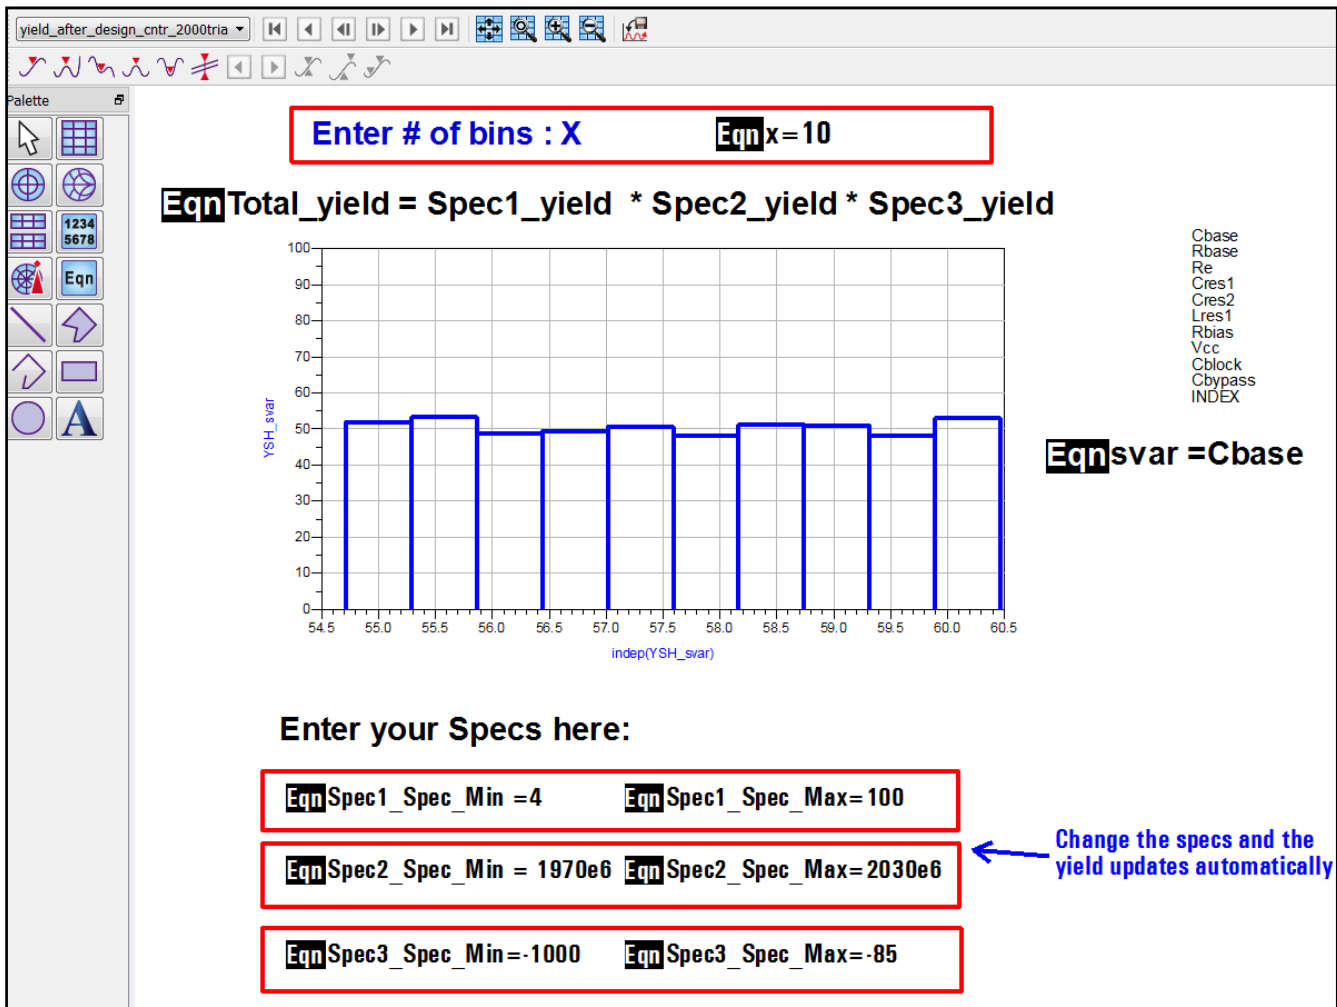 yield_after_design_cntr_2000tria
Palette
1234
5678
Eqn
A
Enter # of bins : X
Eqn x=10
Eqn Total_yield = Spec1_yield * Spec2_yield * Spec3_yield
100
90
80
70
60
50
40
30
20
10
0
YSH_svar
54.5 55.0 55.5 56.0 56.5 57.0 57.5 58.0 58.5 59.0 59.5 60.0 60.5
indep(YSH_svar)
Cbase
Rbase
Re
Cres1
Cres2
Lres1
Rbias
Vcc
Cblock
Cbypass
INDEX
Eqn svar =Cbase
Enter your Specs here:
Eqn Spec1_Spec_Min =4 Eqn Spec1_Spec_Max=100
Eqn Spec2_Spec_Min = 1970e6 Eqn Spec2_Spec_Max=2030e6
Eqn Spec3_Spec_Min=-1000 Eqn Spec3_Spec_Max=-85
Change the specs and the
yield updates automatically